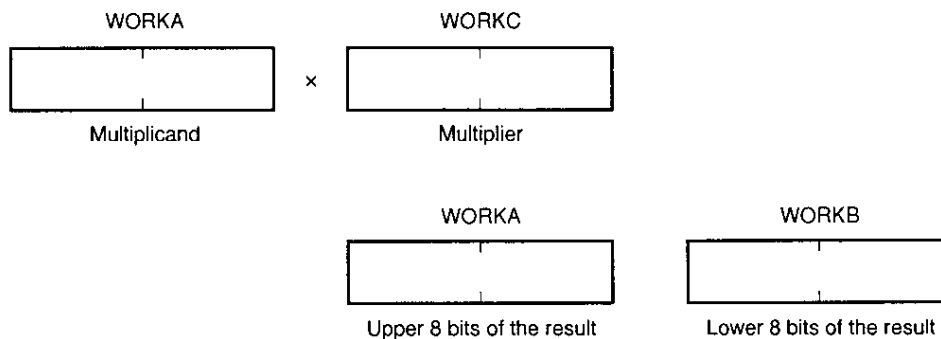 WORKA WORKC
×
Multiplicand Multiplier
WORKA WORKB
Upper 8 bits of the result Lower 8 bits of the result